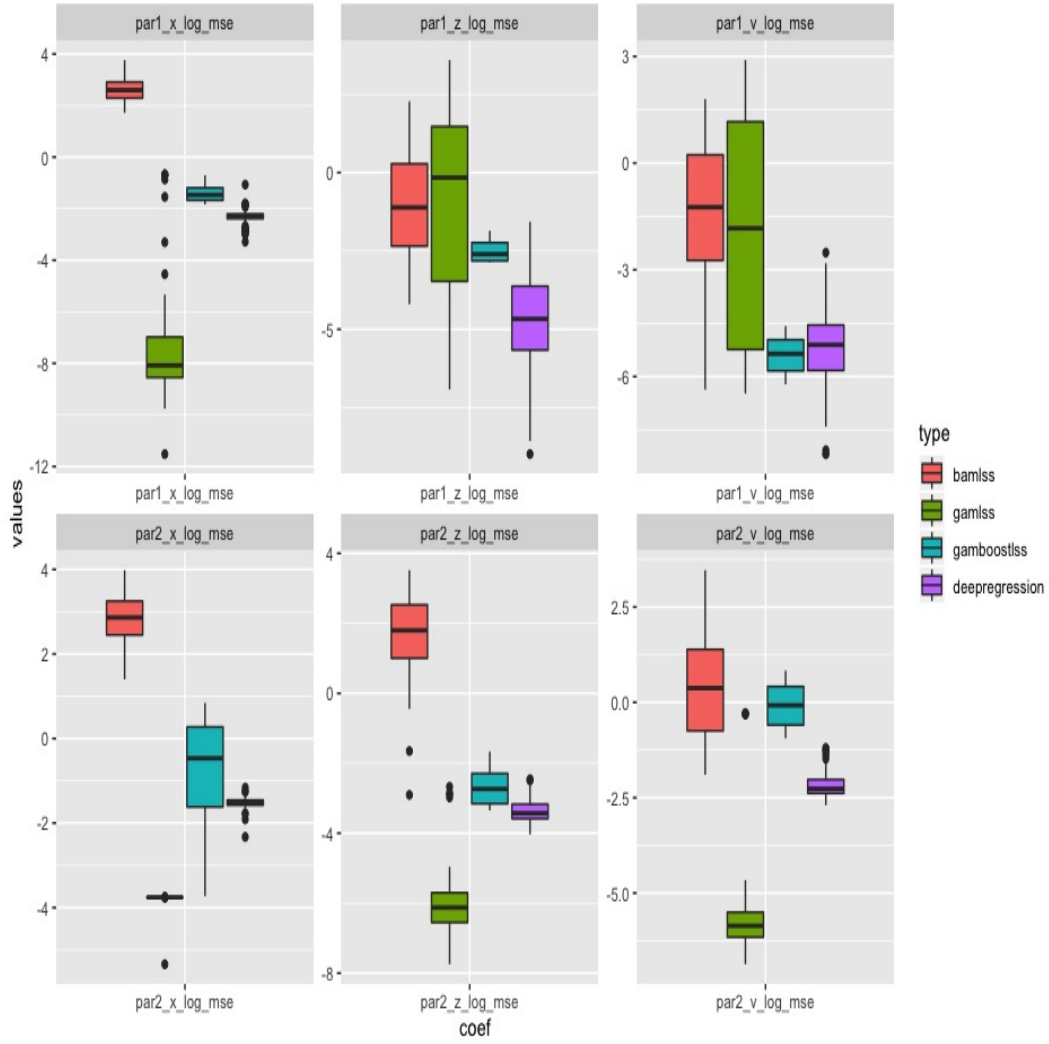 par1_x_log_mse
par1_z_log_mse
par1_v_log_mse
4
0
-4
-8
-12
0
-5
3
0
-3
-6
par1_x_log_mse
par1_z_log_mse
par1_v_log_mse
par2_x_log_mse
par2_z_log_mse
par2_v_log_mse
4
2
0
-2
-4
4
0
-4
-8
2.5
0.0
-2.5
-5.0
par2_x_log_mse
par2_z_log_mse
par2_v_log_mse
coef
values
type
bamlss
gamlss
gamboostlss
deepregression